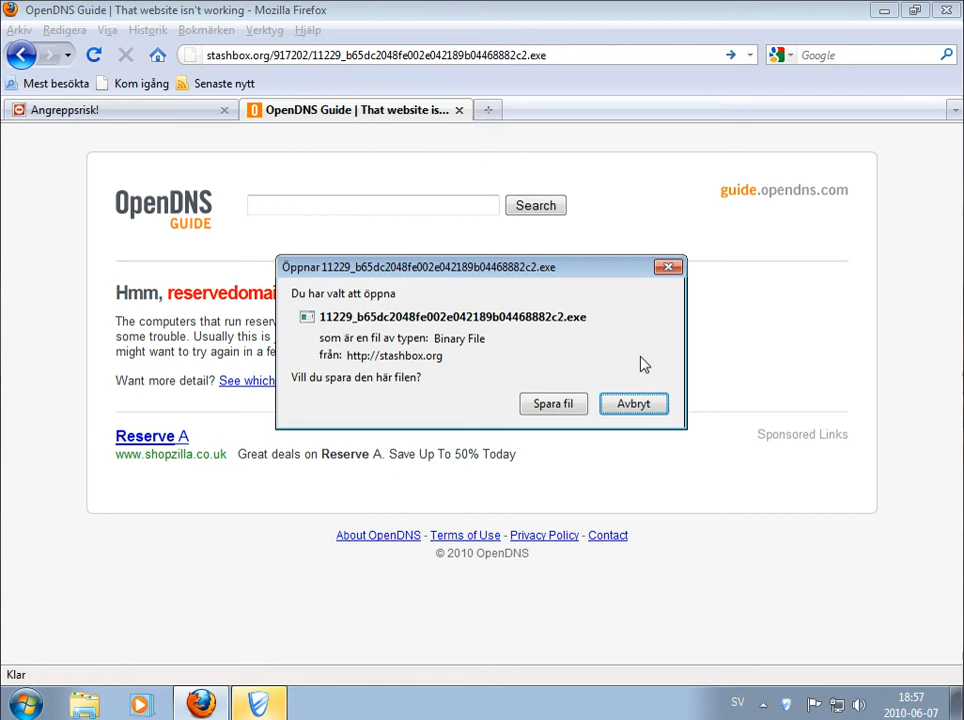 OpenDNS Guide | That website isn't working - Mozilla Firefox
Arkiv Redigera Visa Historik Bokmärken Verktyg Hjälp
stashbox.org/917202/11229_b65dc2048fe002e042189b04468882c2.exe
Google
Mest besökta Kom igång Senaste nytt
Angreppsrisk!
OpenDNS Guide | That website is...
OpenDNS
GUIDE
Search
guide.opendns.com
Hmm, reservedomai
The computers that run reser
some trouble. Usually this is
might want to try again in a fe
Want more detail? See which
Öppnar 11229_b65dc2048fe002e042189b04468882c2.exe
Du har valt att öppna
11229_b65dc2048fe002e042189b04468882c2.exe
som är en fil av typen: Binary File
från: http://stashbox.org
Vill du spara den här filen?
Spara fil Avbryt
Reserve A
Sponsored Links
www.shopzilla.co.uk Great deals on Reserve A. Save Up To 50% Today
About OpenDNS - Terms of Use - Privacy Policy - Contact
© 2010 OpenDNS
Klar
SV
18:57
2010-06-07